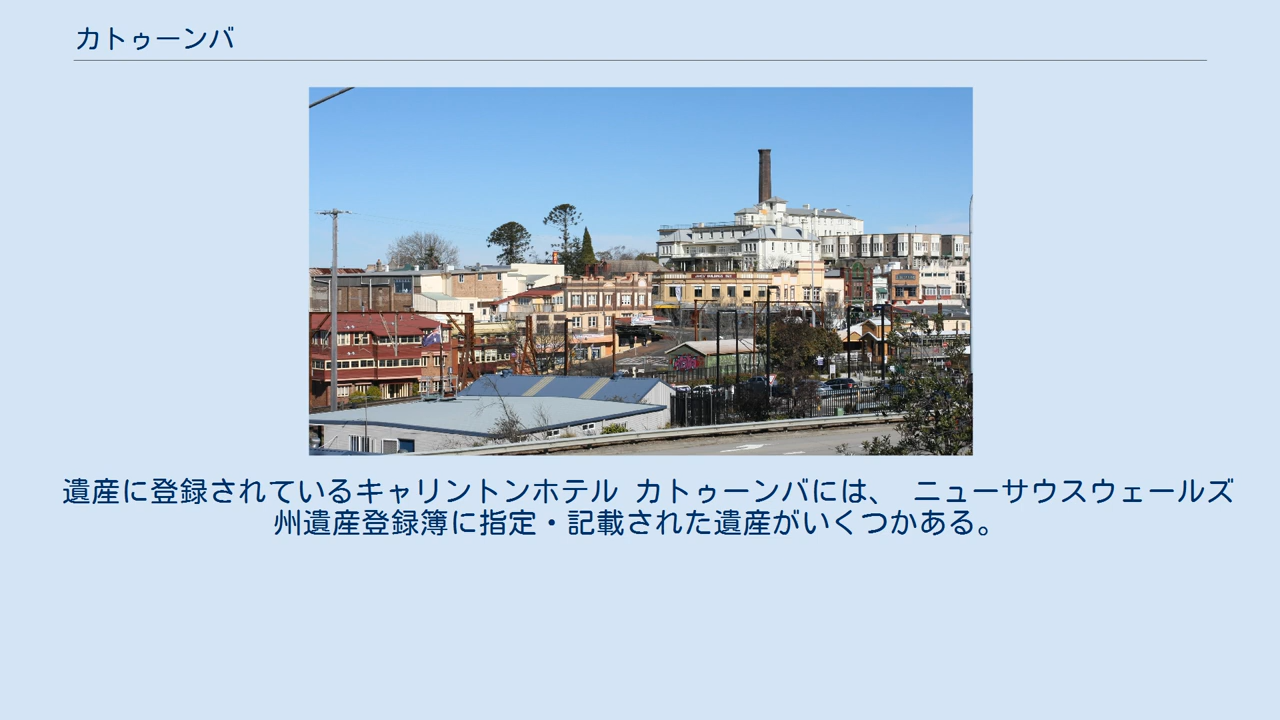 カトゥーンバ
遺産に登録されているキャリントンホテル カトゥーンバには、 ニューサウスウェールズ
州遺産登録簿に指定・記載された遺産がいくつかある。